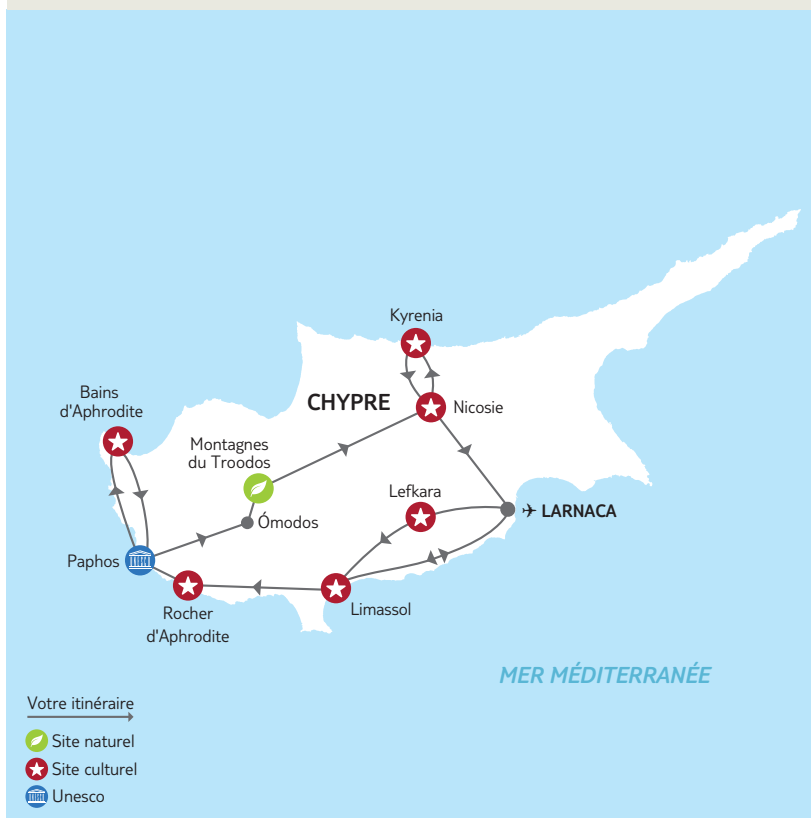 Kyrenia
CHYPRE
Nicosie
Bains
d'Aphrodite
Montagnes
du Troodos
Lefkara
Ómodos
LARNACA
Paphos
Rocher
d'Aphrodite
Limassol
MER MÉDITERRANÉE
Votre itinéraire
Site naturel
Site culturel
Unesco